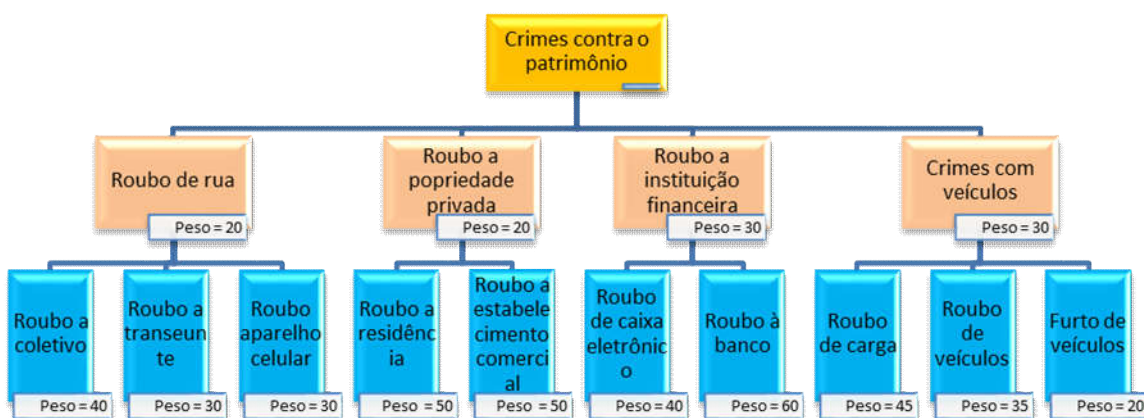 Crimes contra o
patrimônio
Roubo de rua
Peso = 20
Roubo a
popriedade
privada
Peso = 20
Roubo a
instituição
financeira
Peso = 30
Crimes com
veículos
Peso = 30
Roubo a
coletivo
Peso = 40
Roubo a
transeun
te
Peso = 30
Roubo
aparelho
celular
Peso = 30
Roubo a
residênc
ia
Peso = 50
Roubo a
estabele
cimento
comerci
al
Peso = 50
Roubo
de caixa
eletrônic
o
Peso = 40
Roubo à
banco
Peso = 60
Roubo
de carga
Peso = 45
Roubo
de
veículos
Peso = 35
Furto de
veículos
Peso = 20